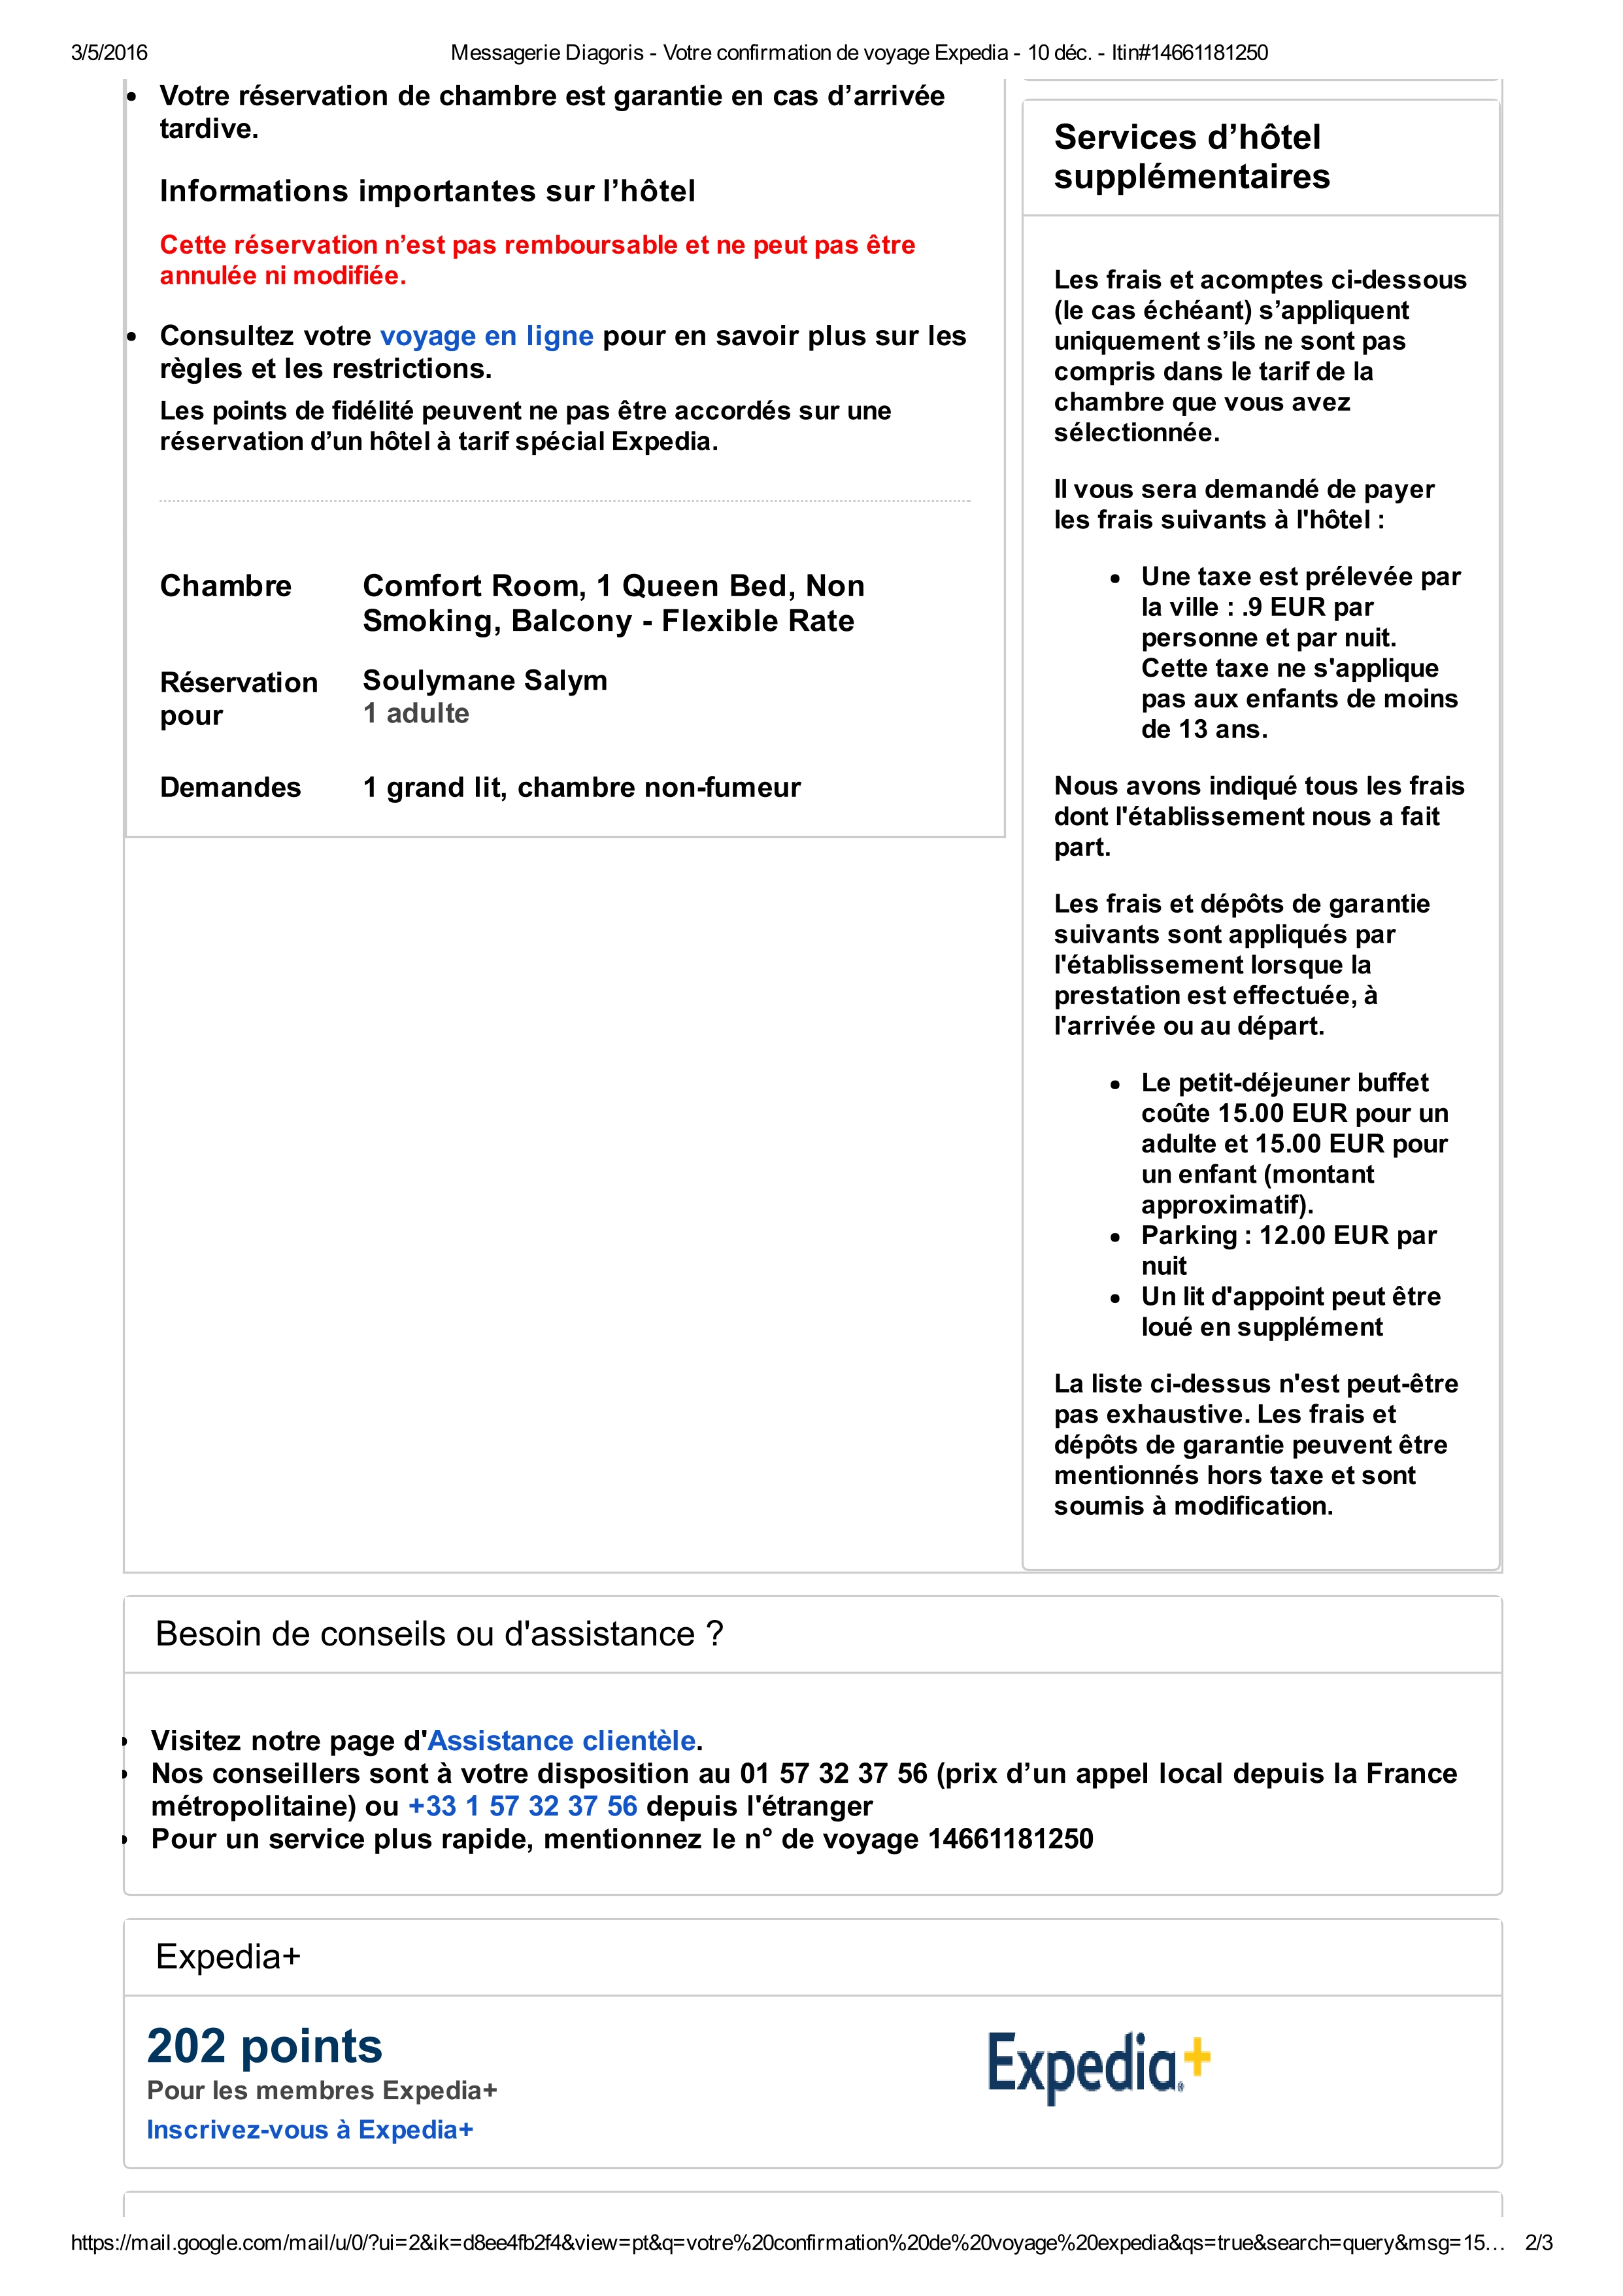 3/5/2016
Messagerie Diagoris - Votre confirmation de voyage Expedia - 10 déc. - Itin#14661181250
• Votre réservation de chambre est garantie en cas d’arrivée
tardive.
Informations importantes sur l’hôtel
Cette réservation n’est pas remboursable et ne peut pas être
annulée ni modifiée.
• Consultez votre voyage en ligne pour en savoir plus sur les
règles et les restrictions.
Les points de fidélité peuvent ne pas être accordés sur une
réservation d’un hôtel à tarif spécial Expedia.
Chambre
Comfort Room, 1 Queen Bed, Non
Smoking, Balcony - Flexible Rate
Réservation
pour
Soulymane Salym
1 adulte
Demandes
1 grand lit, chambre non-fumeur
Services d’hôtel
supplémentaires
Les frais et acomptes ci-dessous
(le cas échéant) s’appliquent
uniquement s’ils ne sont pas
compris dans le tarif de la
chambre que vous avez
sélectionnée.
Il vous sera demandé de payer
les frais suivants à l'hôtel :
• Une taxe est prélevée par
la ville : .9 EUR par
personne et par nuit.
Cette taxe ne s'applique
pas aux enfants de moins
de 13 ans.
Nous avons indiqué tous les frais
dont l'établissement nous a fait
part.
Les frais et dépôts de garantie
suivants sont appliqués par
l'établissement lorsque la
prestation est effectuée, à
l'arrivée ou au départ.
• Le petit-déjeuner buffet
coûte 15.00 EUR pour un
adulte et 15.00 EUR pour
un enfant (montant
approximatif).
• Parking : 12.00 EUR par
nuit
• Un lit d'appoint peut être
loué en supplément
La liste ci-dessus n'est peut-être
pas exhaustive. Les frais et
dépôts de garantie peuvent être
mentionnés hors taxe et sont
soumis à modification.
Besoin de conseils ou d'assistance ?
• Visitez notre page d'Assistance clientèle.
• Nos conseillers sont à votre disposition au 01 57 32 37 56 (prix d’un appel local depuis la France
métropolitaine) ou +33 1 57 32 37 56 depuis l'étranger
• Pour un service plus rapide, mentionnez le n° de voyage 14661181250
Expedia+
202 points
Pour les membres Expedia+
Inscrivez-vous à Expedia+
Expedia+
https://mail.google.com/mail/u/0/?ui=2&ik=d8ee4fb2f4&view=pt&q=votre%20confirmation%20de%20voyage%20expedia&qs=true&search=query&msg=15… 2/3